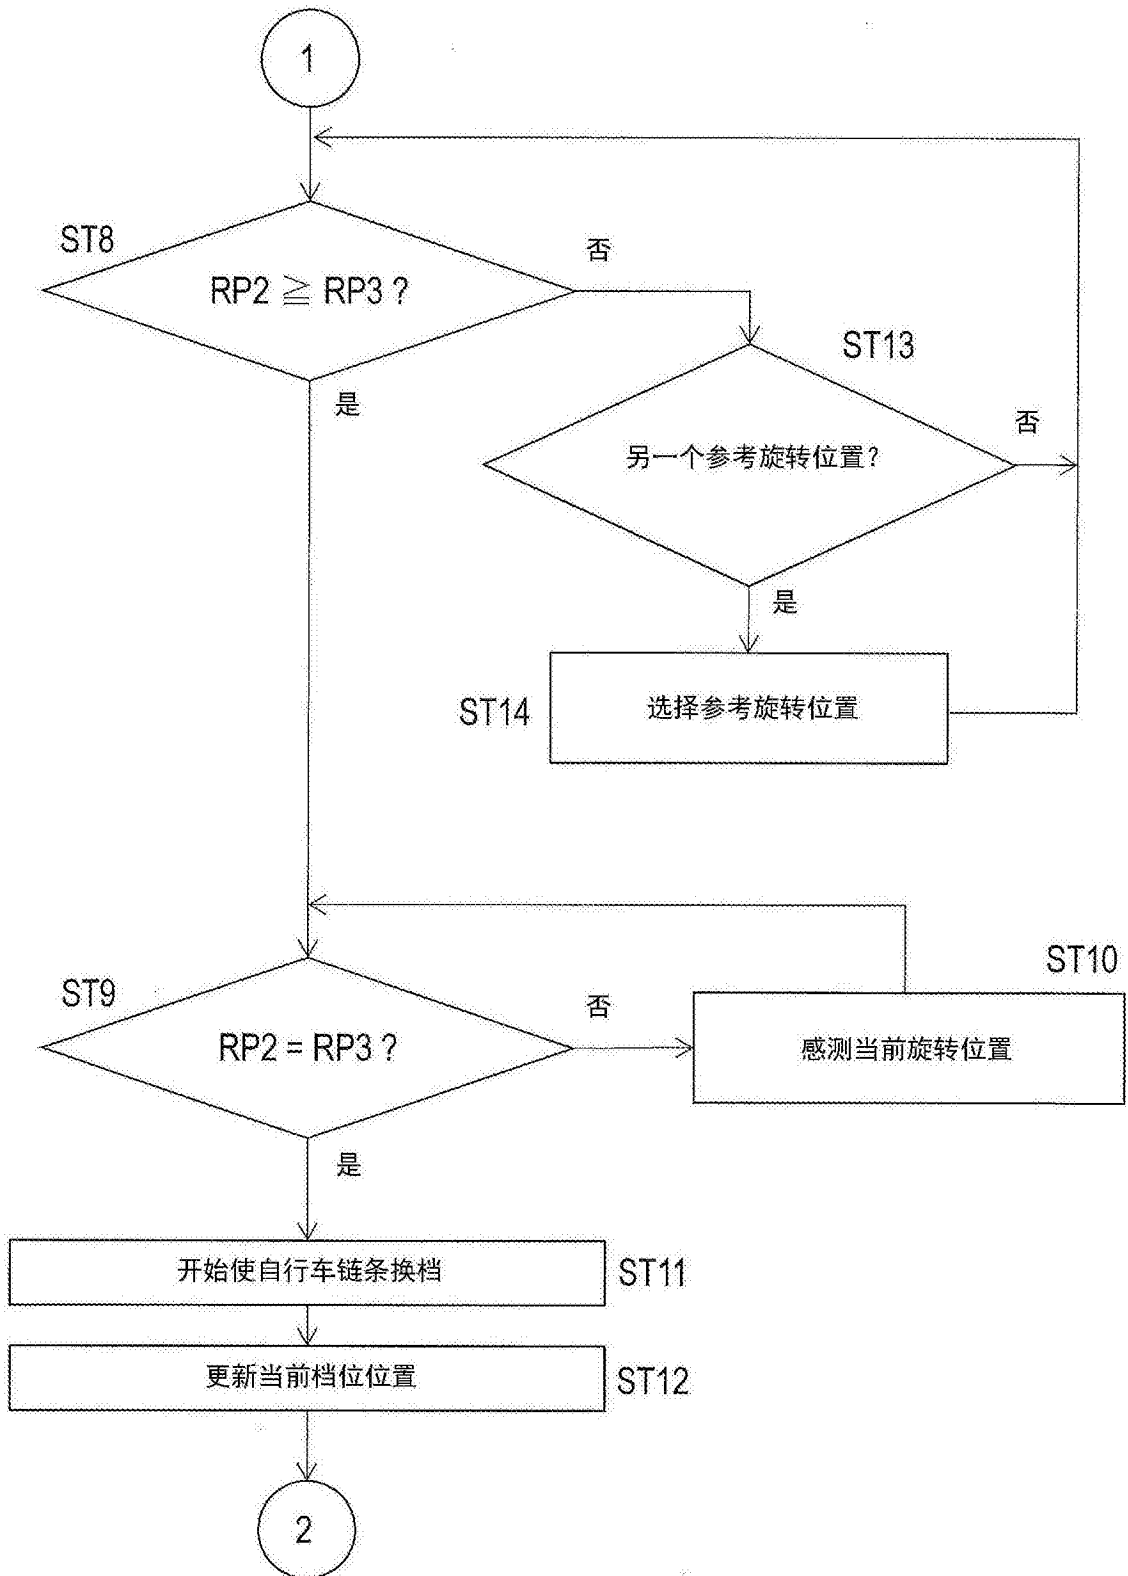 1
ST8
否
RP2 ≧ RP3 ?
ST13
是
否
另一个参考旋转位置?
是
ST14
选择参考旋转位置
ST10
ST9
否
RP2 = RP3 ?
感测当前旋转位置
是
开始使自行车链条换档
ST11
更新当前档位位置
ST12
2